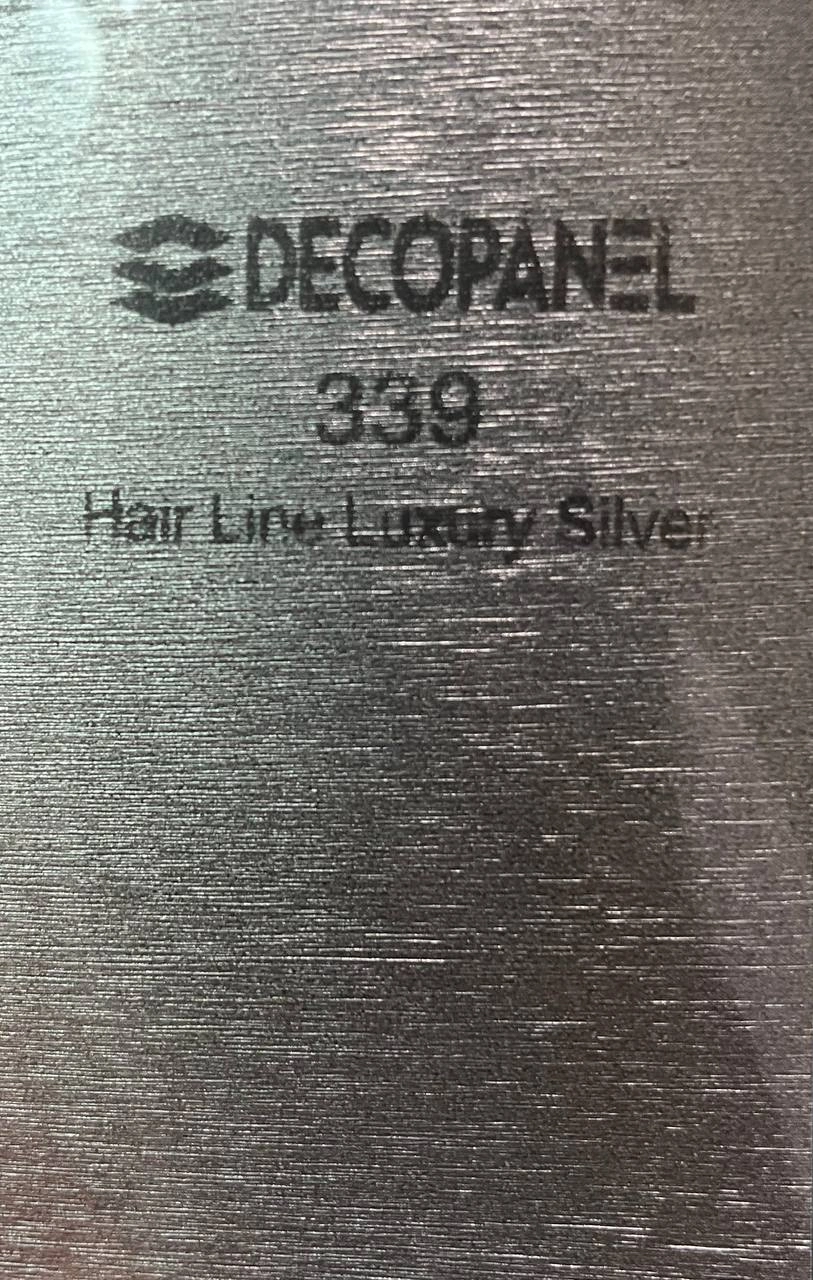 DECOPANEL
339
Hair Line Luxury Silver